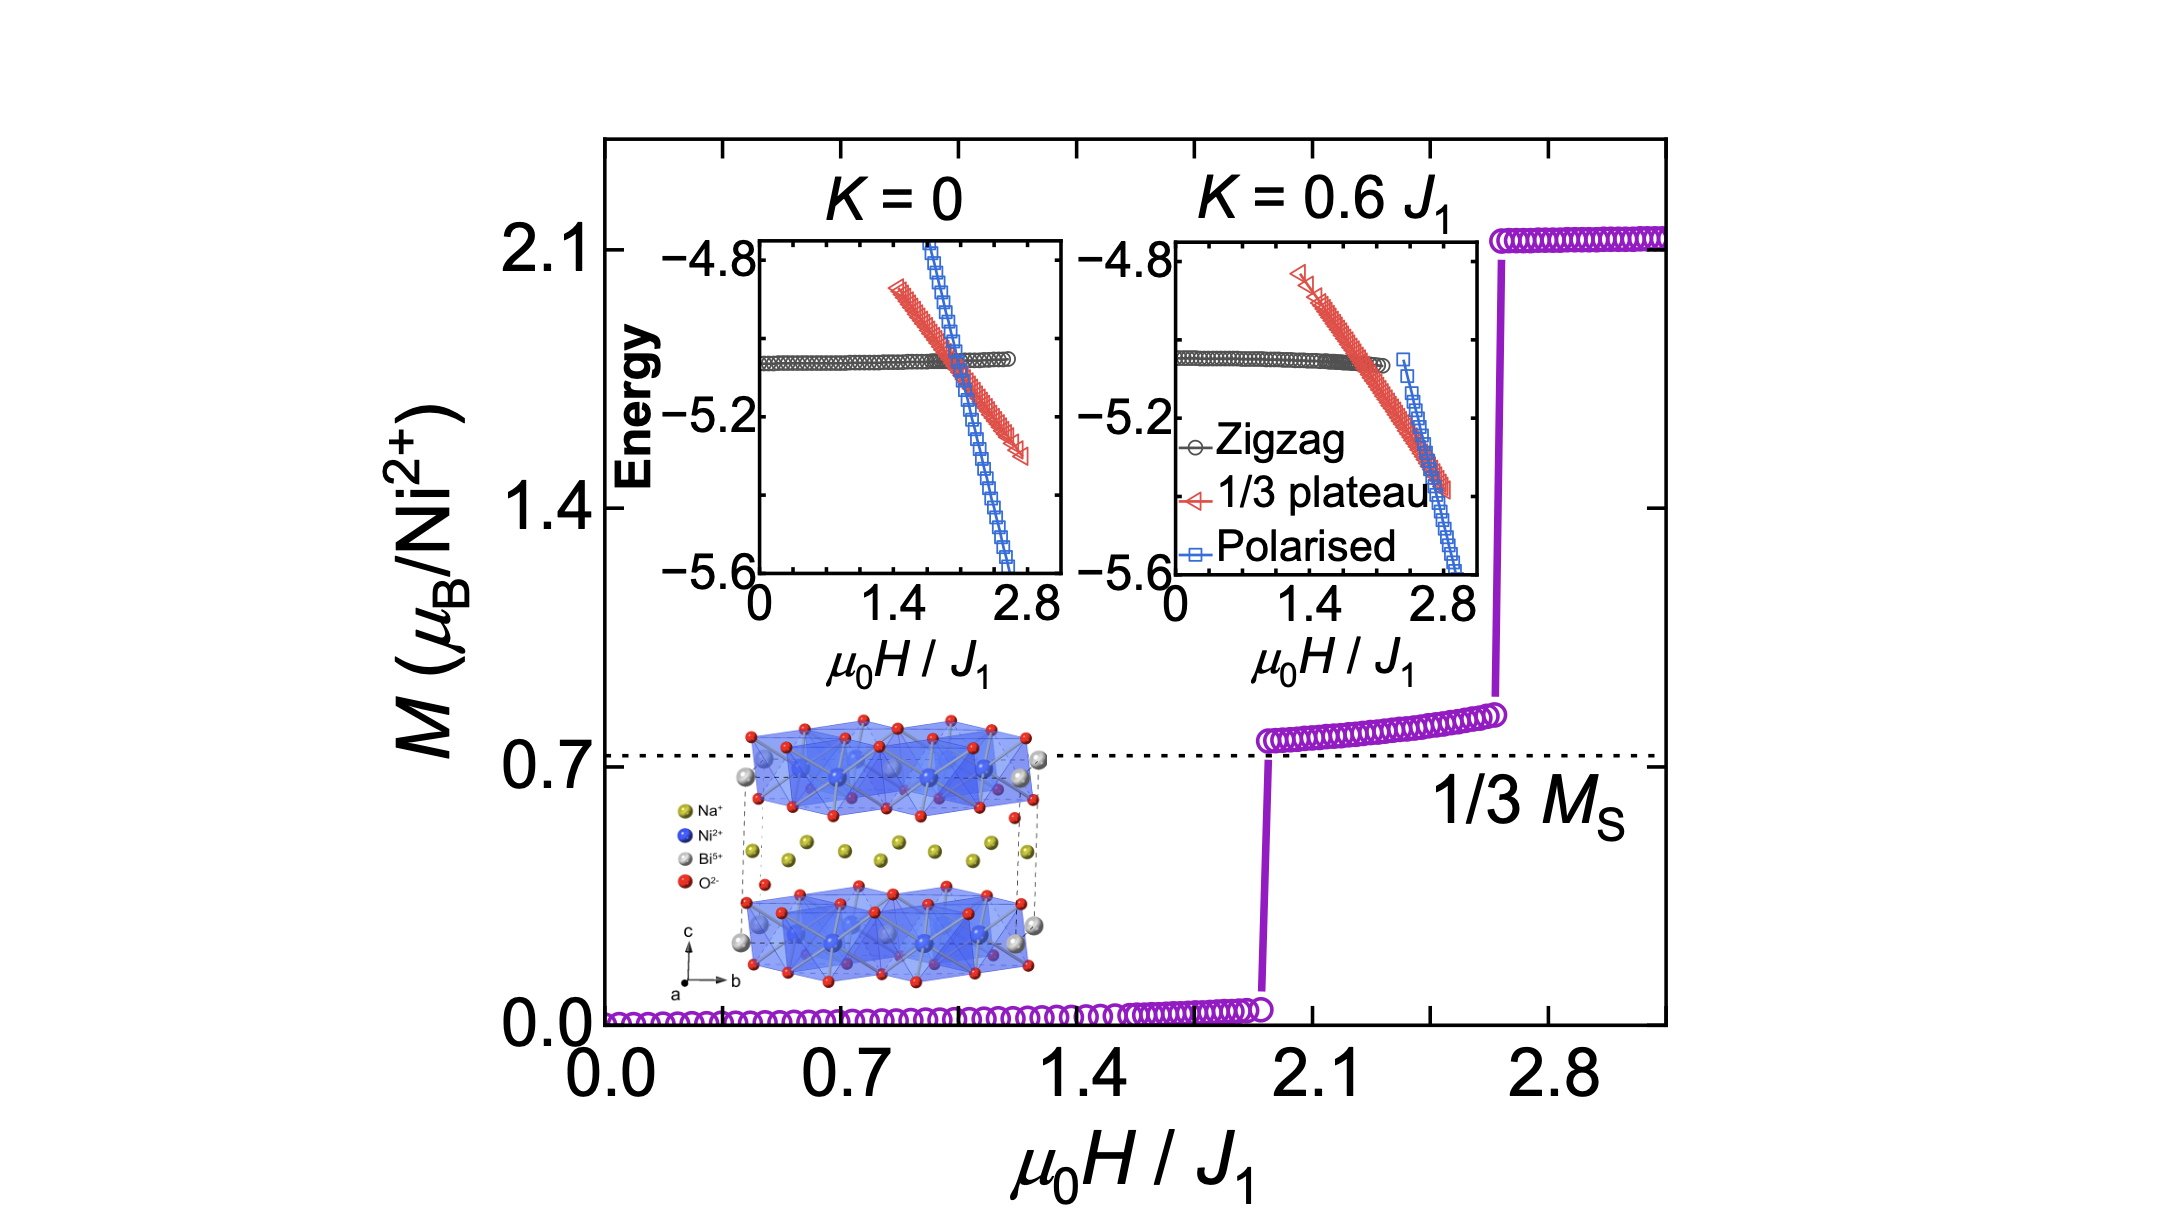 K = 0
K = 0.6 J₁
−4.8
−5.2
−5.6
0
1.4
2.8
Energy
μ₀H / J₁
−4.8
−5.2
−5.6
0
1.4
2.8
μ₀H / J₁
Zigzag
1/3 plateau
Polarised
2.1
1.4
0.7
0.0
M (μB/Ni²⁺)
1/3 MS
Na⁺
Ni²⁺
Bi⁵⁺
O²⁻
c
a
b
0.0
0.7
1.4
2.1
2.8
μ₀H / J₁